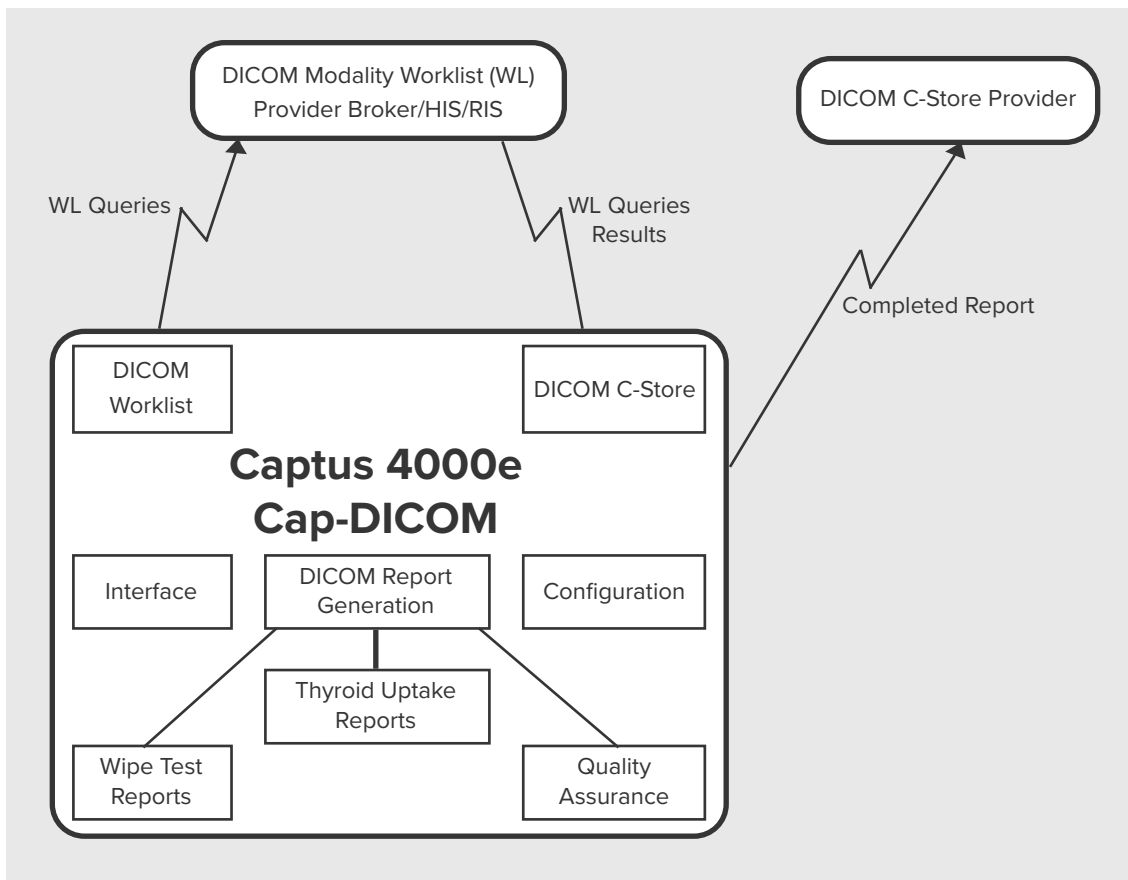 DICOM Modality Worklist (WL)
Provider Broker/HIS/RIS
DICOM C-Store Provider
WL Queries
WL Queries
Results
Completed Report
DICOM
Worklist
DICOM C-Store
Captus 4000e
Cap-DICOM
Interface
DICOM Report
Generation
Configuration
Thyroid Uptake
Reports
Wipe Test
Reports
Quality
Assurance